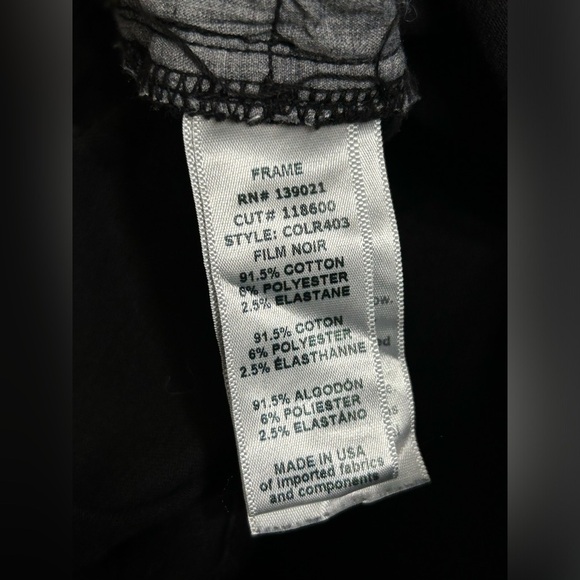 FRAME
RN# 139021
CUT# 118600
STYLE: COLR403
FILM NOIR
91.5% COTTON
6% POLYESTER
2.5% ELASTANE
91.5% COTON
6% POLYESTER
2.5% ÉLASTHANNE
91.5% ALGODÓN
6% POLIESTER
2.5% ELASTANO
MADE IN USA
of imported fabrics
and components